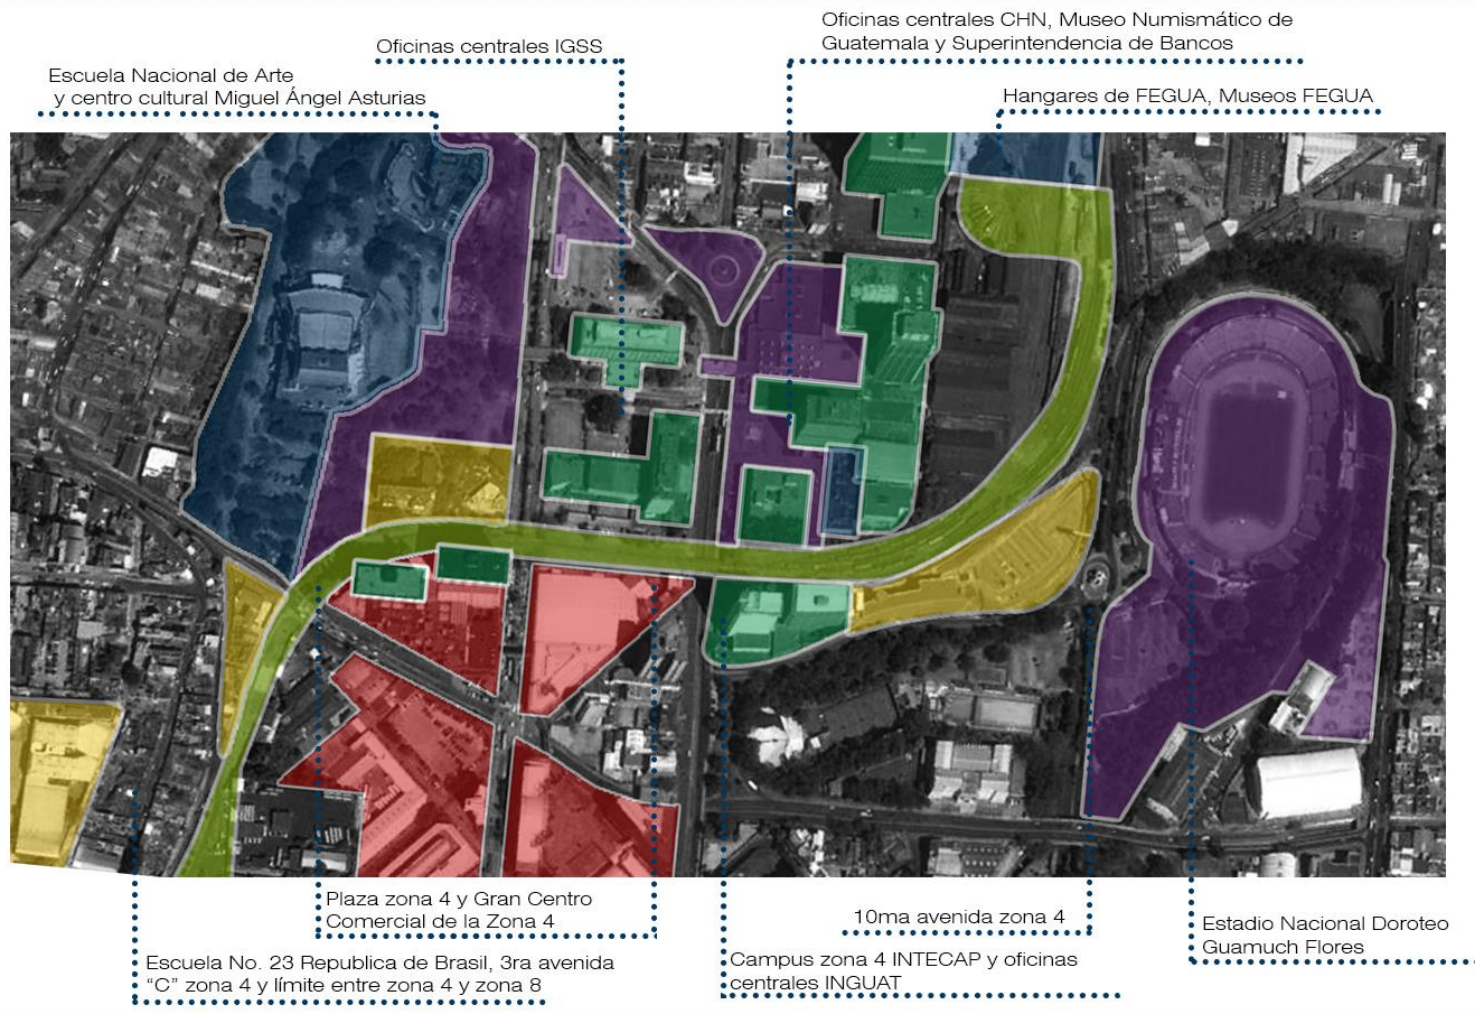 Oficinas centrales CHN, Museo Numismático de
Guatemala y Superintendencia de Bancos
Oficinas centrales IGSS
Escuela Nacional de Arte
y centro cultural Miguel Ángel Asturias
Hangares de FEGUA, Museos FEGUA
Plaza zona 4 y Gran Centro
Comercial de la Zona 4
10ma avenida zona 4
Estadio Nacional Doroteo
Guamuch Flores
Escuela No. 23 Republica de Brasil, 3ra avenida
“C” zona 4 y límite entre zona 4 y zona 8
Campus zona 4 INTECAP y oficinas
centrales INGUAT